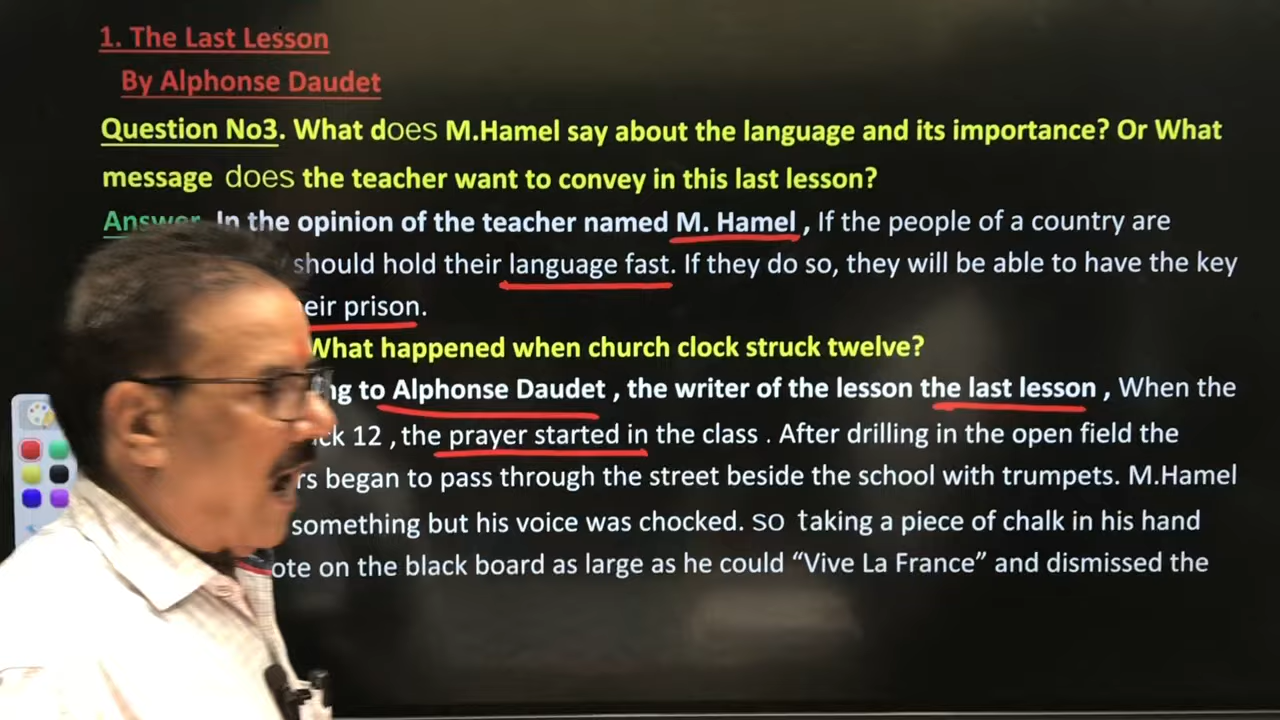 1. The Last Lesson
By Alphonse Daudet
Question No3. What does M.Hamel say about the language and its importance? Or What
message does the teacher want to convey in this last lesson?
Answer In the opinion of the teacher named M. Hamel , If the people of a country are
should hold their language fast. If they do so, they will be able to have the key
prison.
What happened when church clock struck twelve?
to Alphonse Daudet , the writer of the lesson the last lesson , When the
12 , the prayer started in the class . After drilling in the open field the
began to pass through the street beside the school with trumpets. M.Hamel
something but his voice was chocked. so taking a piece of chalk in his hand
on the black board as large as he could “Vive La France” and dismissed the